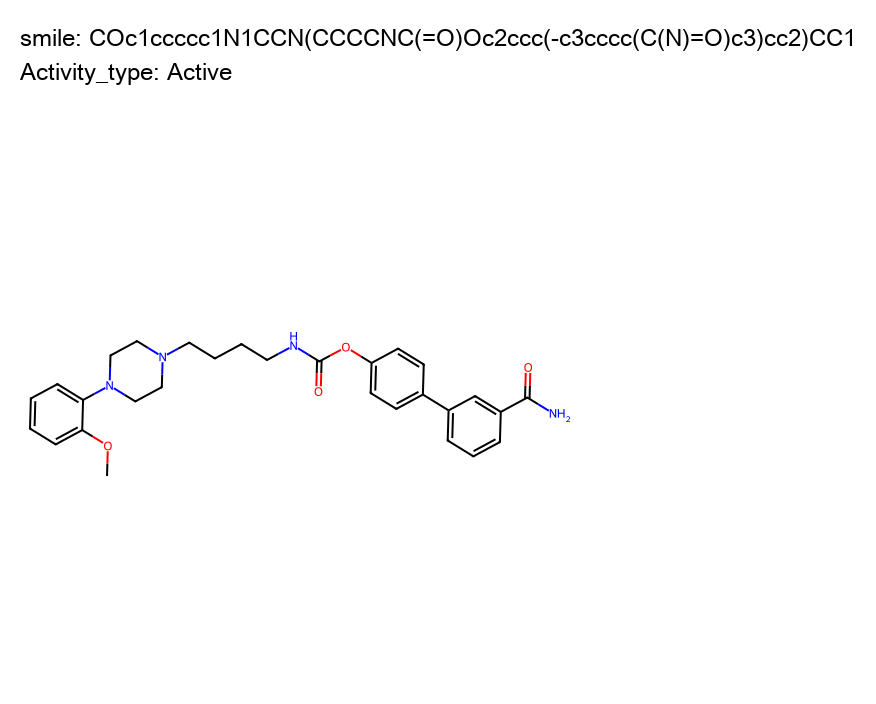 smile: COc1ccccc1N1CCN(CCCCNC(=O)Oc2ccc(-c3cccc(C(N)=O)c3)cc2)CC1
Activity_type: Active
H
N
O
O
N
O
NH2
N
O